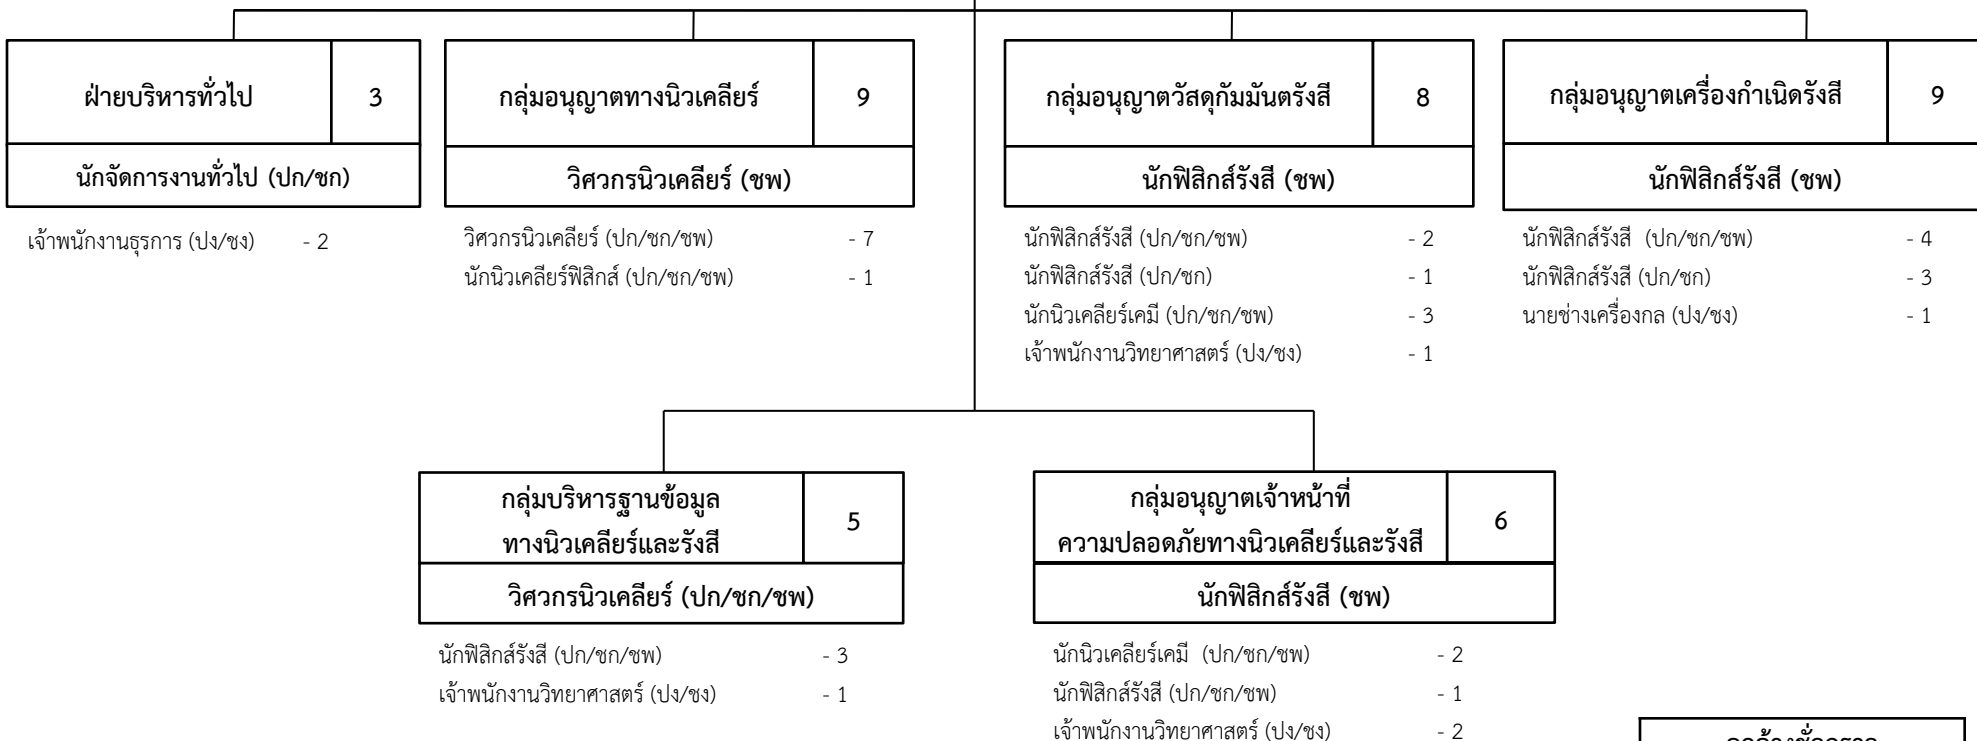 ฝ่ายบริหารทั่วไป 3
นักจัดการงานทั่วไป (ปก/ชก)
เจ้าพนักงานธุรการ (ปง/ชง) - 2
กลุ่มอนุญาตทางนิวเคลียร์ 9
วิศวกรนิวเคลียร์ (ชพ)
วิศวกรนิวเคลียร์ (ปก/ชก/ชพ) - 7
นักนิวเคลียร์ฟิสิกส์ (ปก/ชก/ชพ) - 1
กลุ่มอนุญาตวัสดุกัมมันตรังสี 8
นักฟิสิกส์รังสี (ชพ)
นักฟิสิกส์รังสี (ปก/ชก/ชพ) - 2
นักฟิสิกส์รังสี (ปก/ชก) - 1
นักนิวเคลียร์เคมี (ปก/ชก/ชพ) - 3
เจ้าพนักงานวิทยาศาสตร์ (ปง/ชง) - 1
กลุ่มอนุญาตเครื่องกำเนิดรังสี 9
นักฟิสิกส์รังสี (ชพ)
นักฟิสิกส์รังสี (ปก/ชก/ชพ) - 4
นักฟิสิกส์รังสี (ปก/ชก) - 3
นายช่างเครื่องกล (ปง/ชง) - 1
กลุ่มบริหารฐานข้อมูล
ทางนิวเคลียร์และรังสี 5
วิศวกรนิวเคลียร์ (ปก/ชก/ชพ)
นักฟิสิกส์รังสี (ปก/ชก/ชพ) - 3
เจ้าพนักงานวิทยาศาสตร์ (ปง/ชง) - 1
กลุ่มอนุญาตเจ้าหน้าที่
ความปลอดภัยทางนิวเคลียร์และรังสี 6
นักฟิสิกส์รังสี (ชพ)
นักนิวเคลียร์เคมี (ปก/ชก/ชพ) - 2
นักฟิสิกส์รังสี (ปก/ชก/ชพ) - 1
เจ้าพนักงานวิทยาศาสตร์ (ปง/ชง) - 2